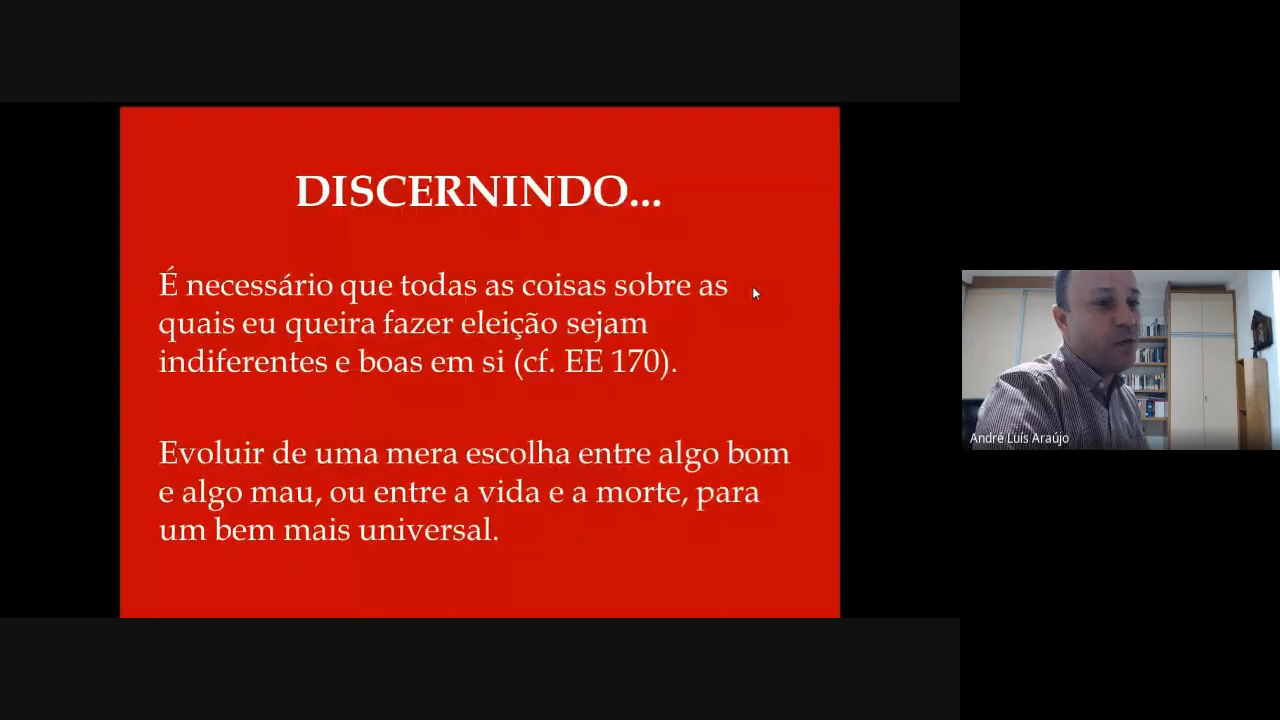 DISCERNINDO...
É necessário que todas as coisas sobre as
quais eu queira fazer eleição sejam
indiferentes e boas em si (cf. EE 170).
Evoluir de uma mera escolha entre algo bom
e algo mau, ou entre a vida e a morte, para
um bem mais universal.
André Luís Araújo